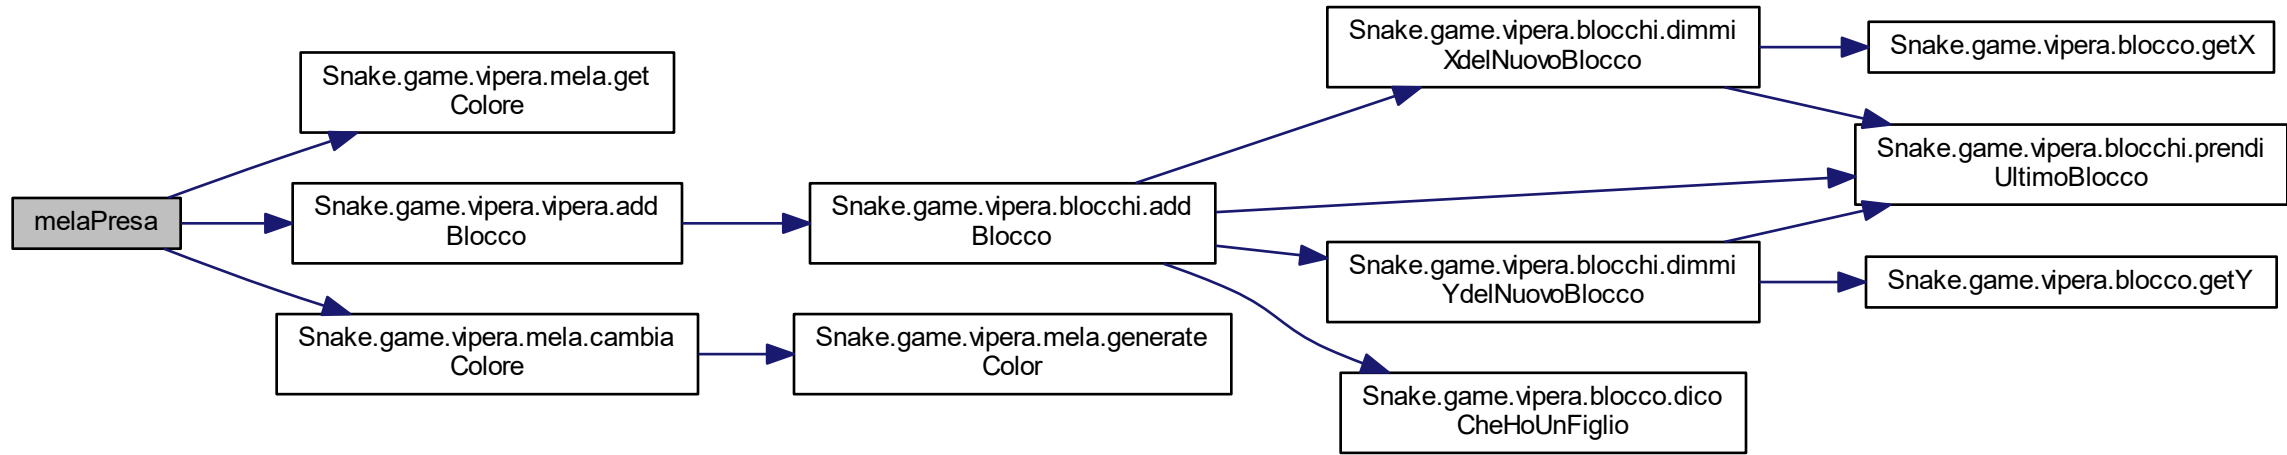 melaPresa
Snake.game.vipera.mela.get
Colore
Snake.game.vipera.vipera.add
Blocco
Snake.game.vipera.mela.cambia
Colore
Snake.game.vipera.blocchi.add
Blocco
Snake.game.vipera.mela.generate
Color
Snake.game.vipera.blocchi.dimmi
XdelNuovoBlocco
Snake.game.vipera.blocchi.dimmi
YdelNuovoBlocco
Snake.game.vipera.blocco.dico
CheHoUnFiglio
Snake.game.vipera.blocco.getX
Snake.game.vipera.blocchi.prendi
UltimoBlocco
Snake.game.vipera.blocco.getY